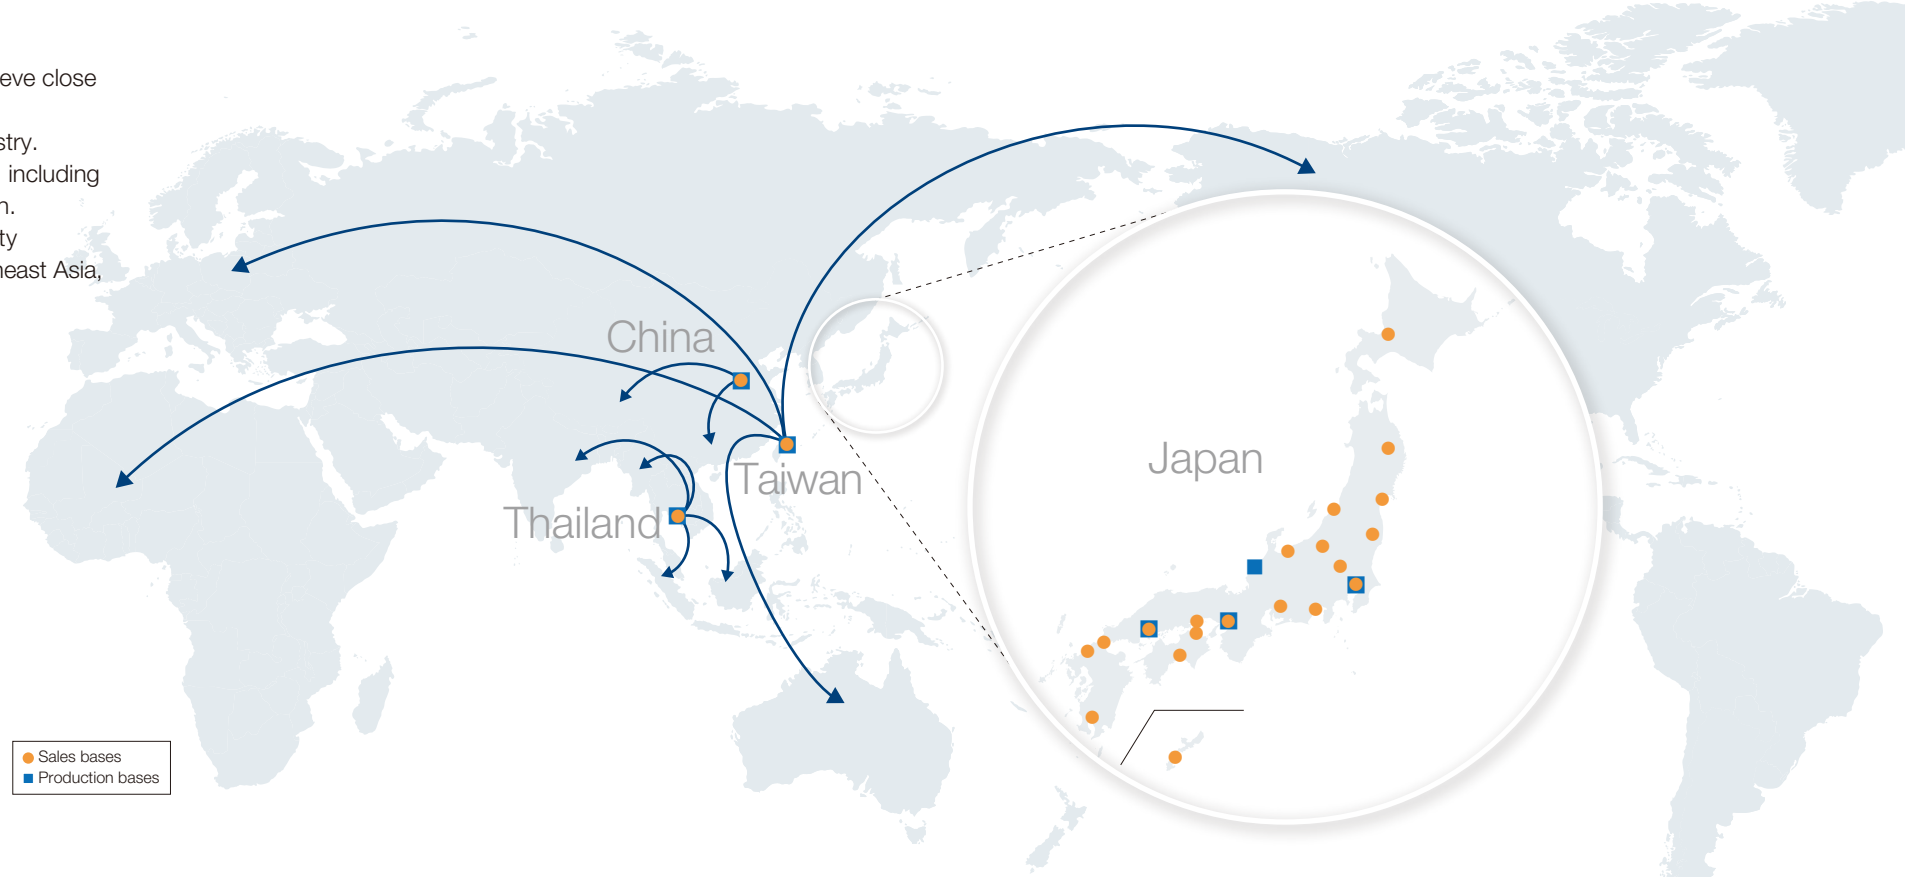 eve close
stry.
including
n.
ty
heast Asia,
China
Taiwan
Thailand
Japan
Sales bases
Production bases